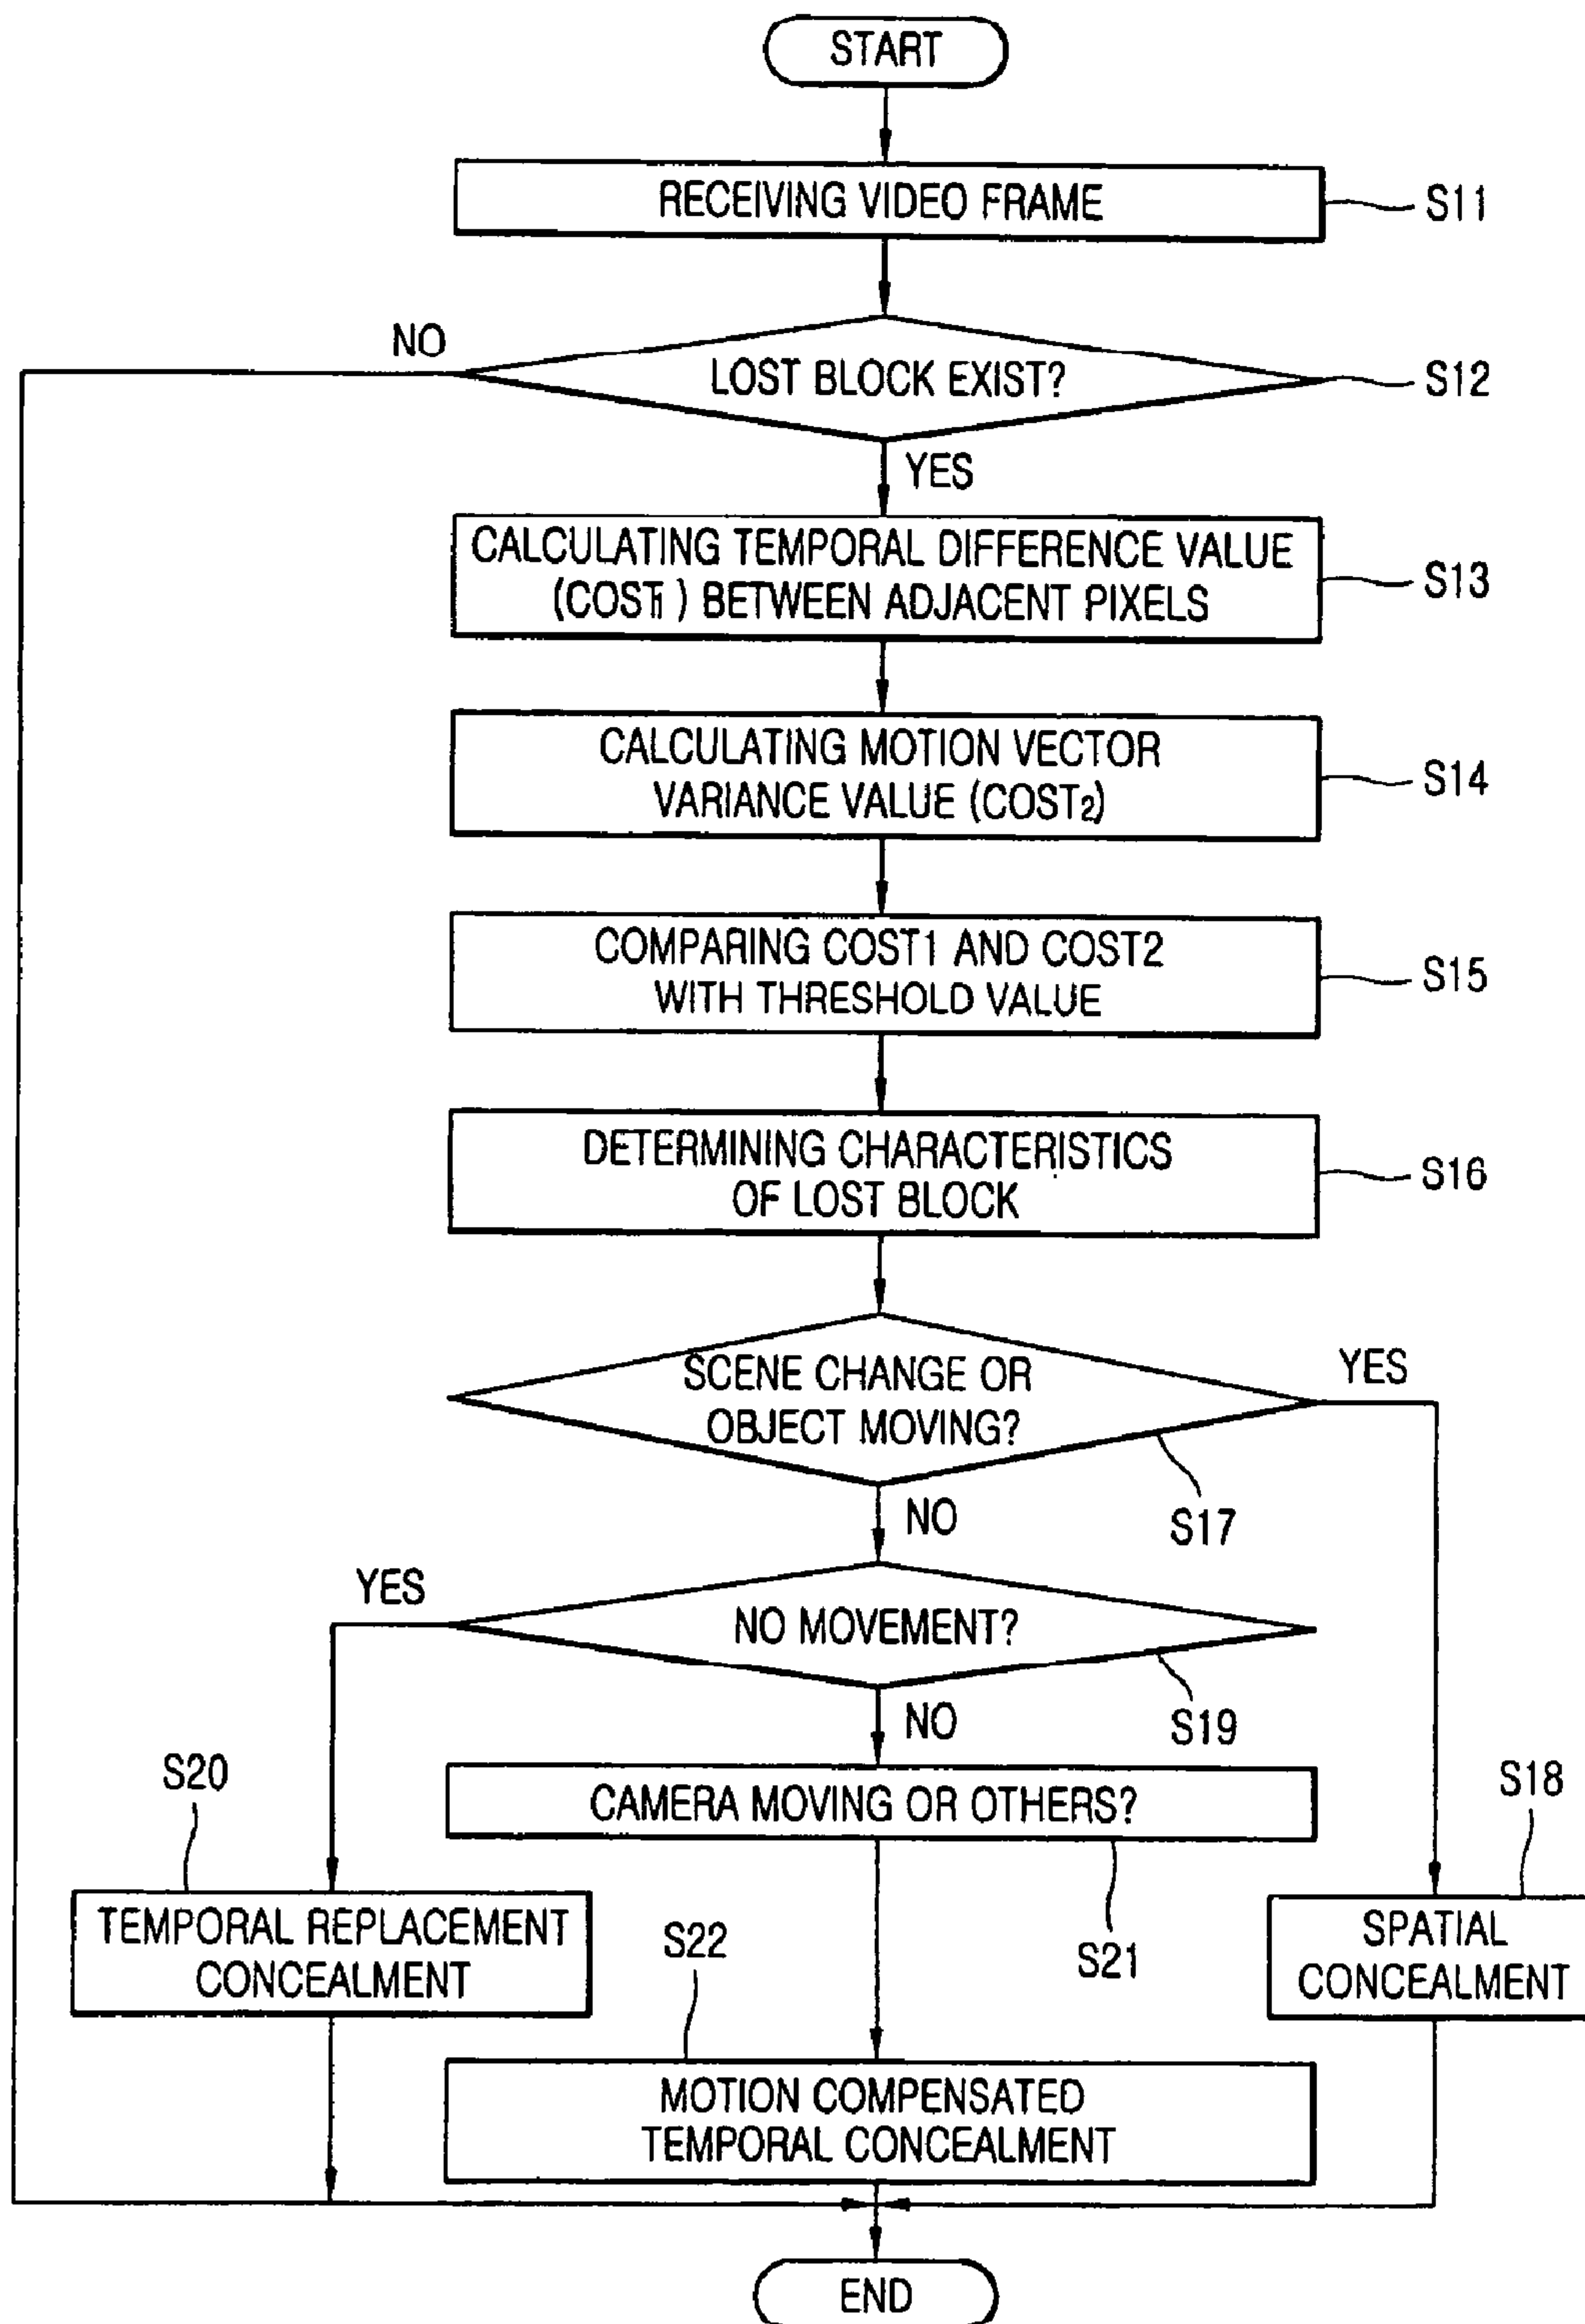 START
RECEIVING VIDEO FRAME
S11
NO
LOST BLOCK EXIST?
S12
YES
CALCULATING TEMPORAL DIFFERENCE VALUE
(COST₁) BETWEEN ADJACENT PIXELS
S13
CALCULATING MOTION VECTOR
VARIANCE VALUE (COST₂)
S14
COMPARING COST1 AND COST2
WITH THRESHOLD VALUE
S15
DETERMINING CHARACTERISTICS
OF LOST BLOCK
S16
SCENE CHANGE OR
OBJECT MOVING?
YES
S17
NO
YES
NO MOVEMENT?
S19
NO
S20
CAMERA MOVING OR OTHERS?
S18
TEMPORAL REPLACEMENT
CONCEALMENT
S22
S21
SPATIAL
CONCEALMENT
MOTION COMPENSATED
TEMPORAL CONCEALMENT
END